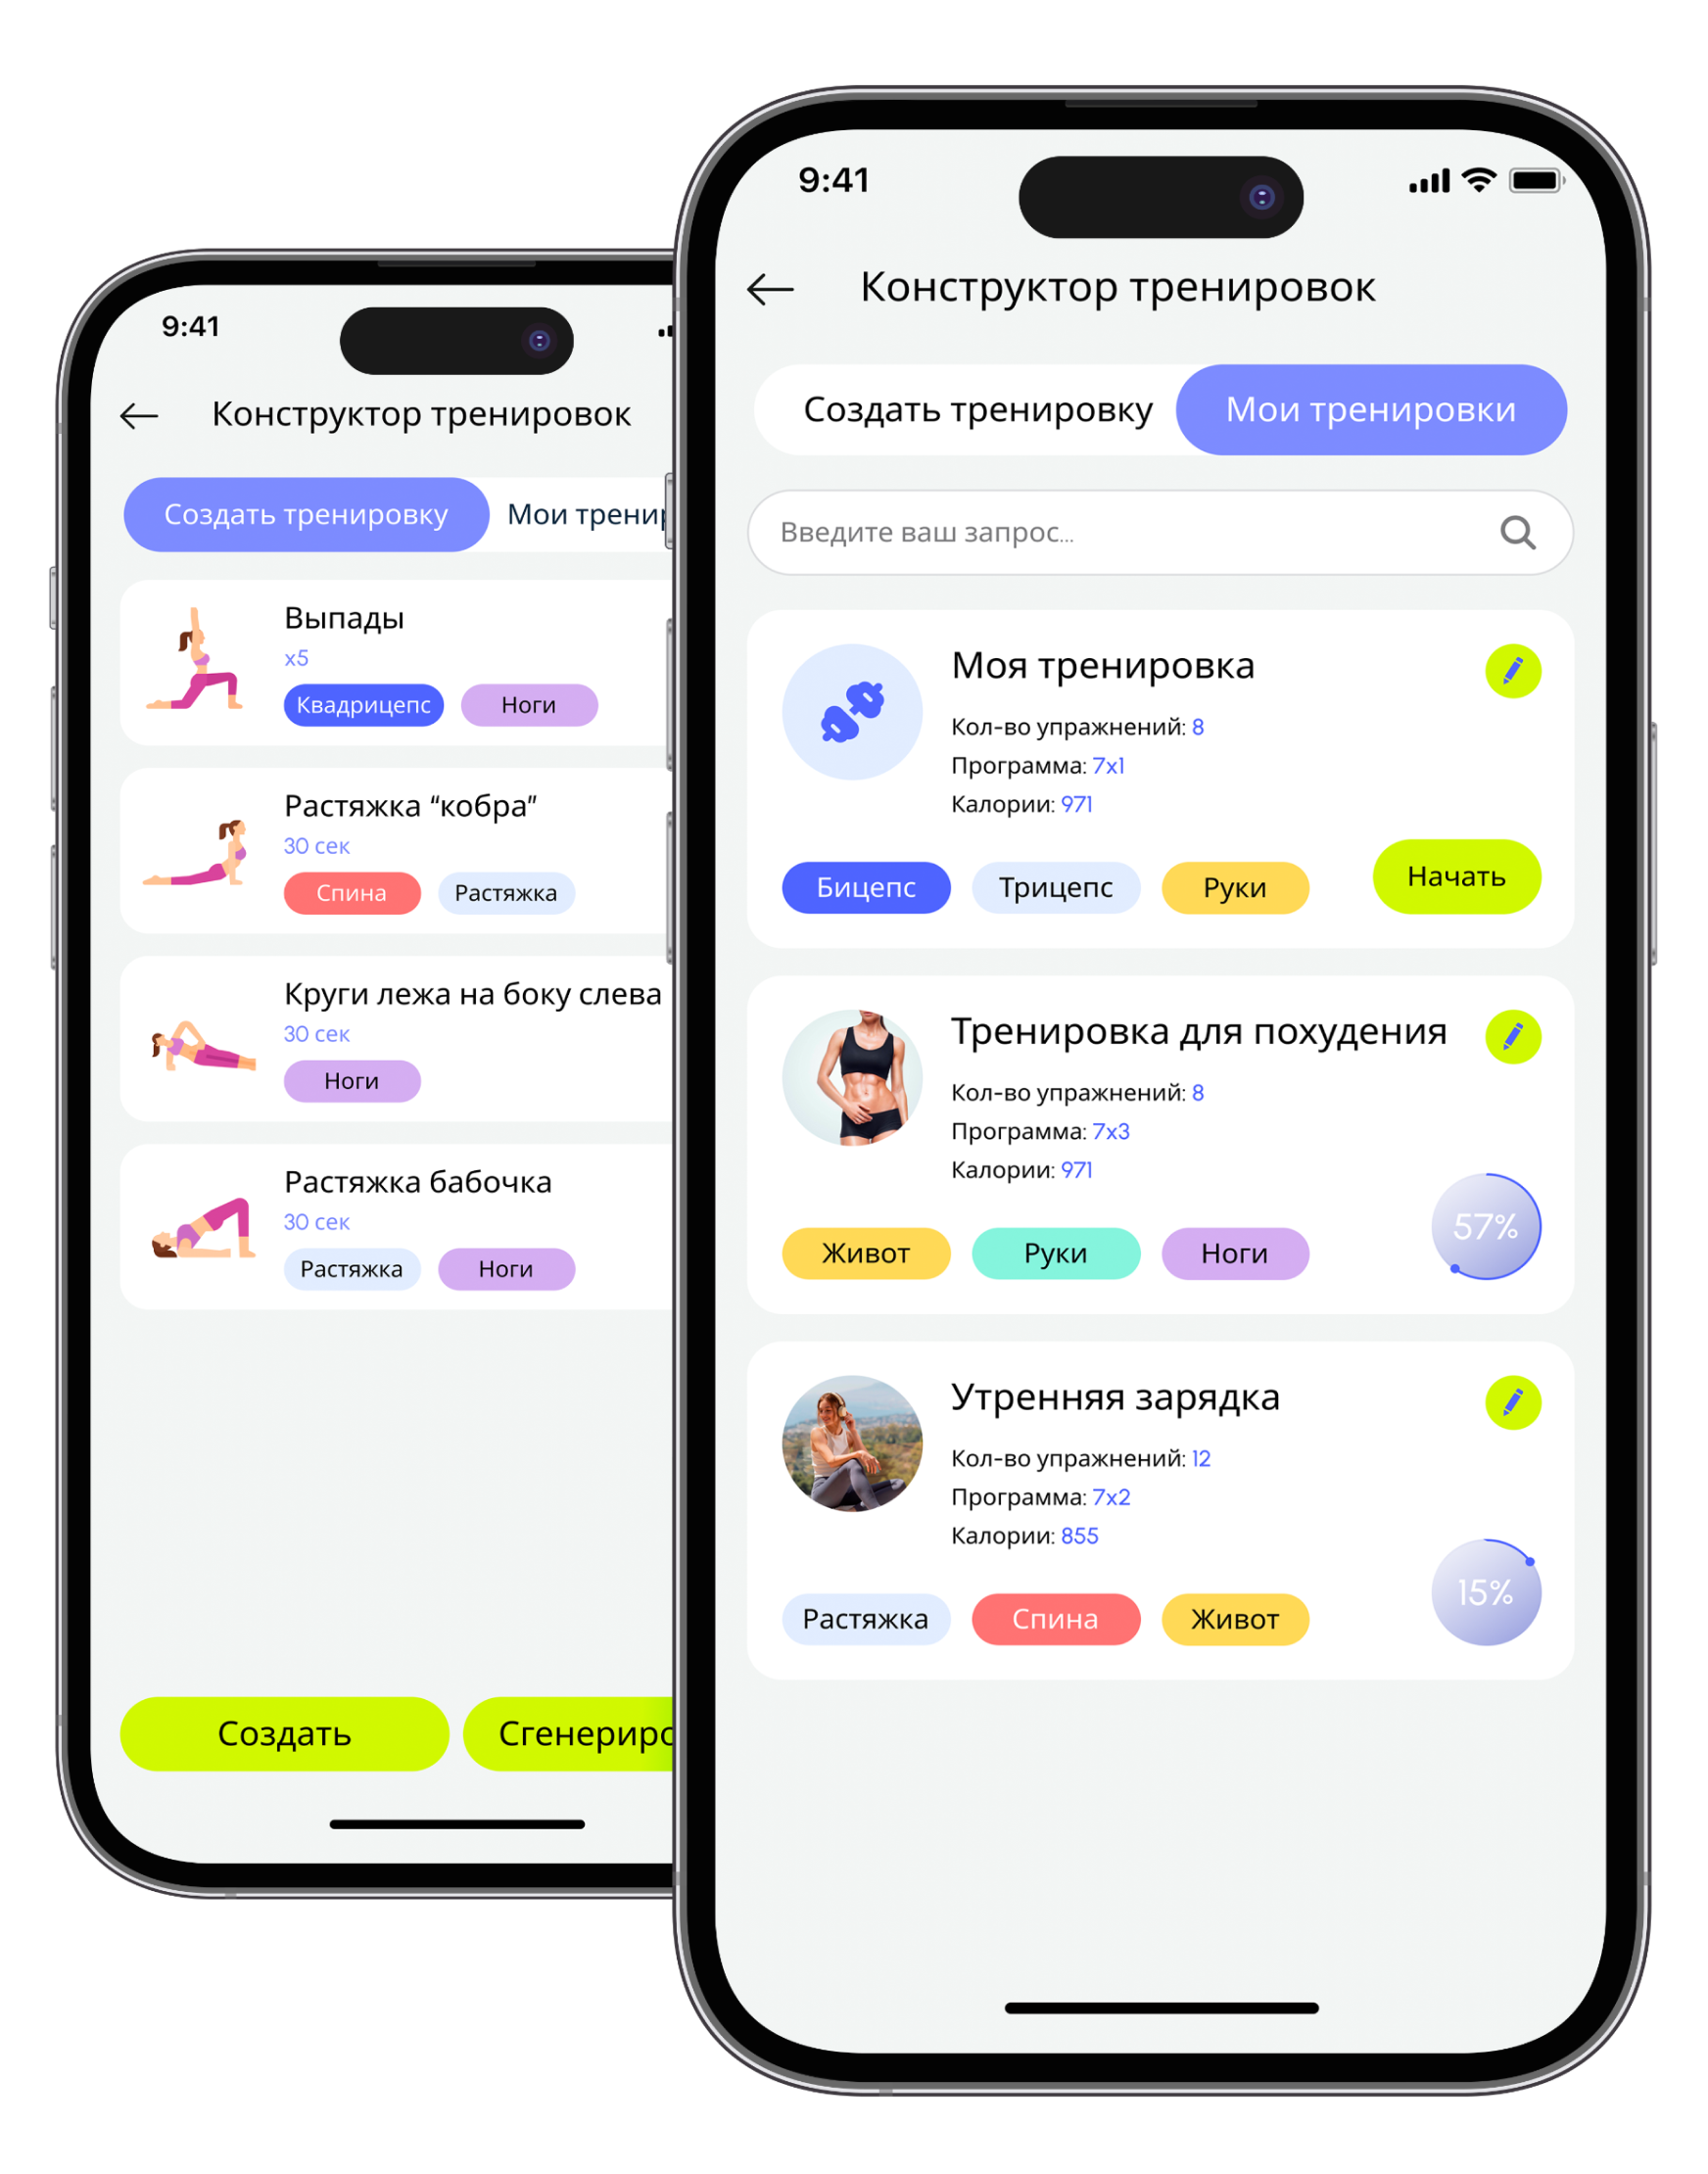 9:41
Конструктор тренировок
Создать тренировку
Мои
Выпады
x5
Квадрицепс
Ноги
Растяжка “кобра”
30 сек
Спина
Растяжка
Круги лежа на боку слева
30 сек
Ноги
Растяжка бабочка
30 сек
Растяжка
Ноги
Создать
9:41
Конструктор тренировок
Создать тренировку
Мои тренировки
Введите ваш запрос...
Моя тренировка
Кол-во упражнений: 8
Программа: 7x1
Калории: 971
Бицепс
Трицепс
Руки
Начать
Тренировка для похудения
Кол-во упражнений: 8
Программа: 7x3
Калории: 971
57%
Живот
Руки
Ноги
Утренняя зарядка
Кол-во упражнений: 12
Программа: 7x2
Калории: 855
15%
Растяжка
Спина
Живот